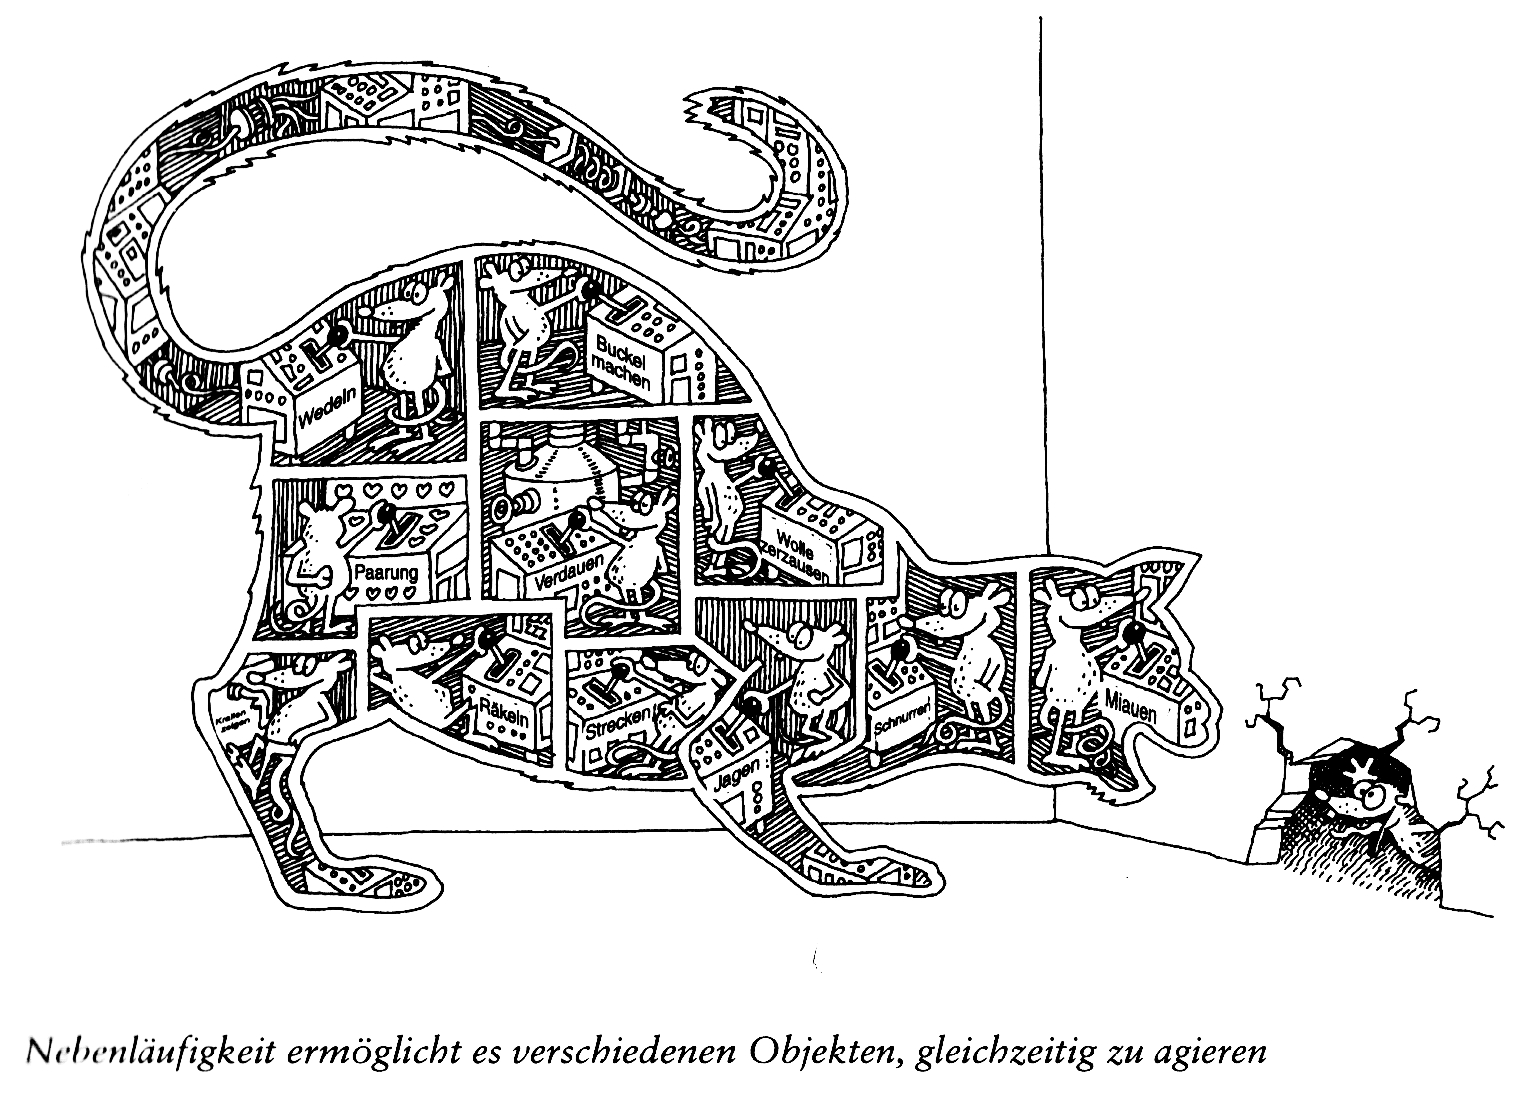 Wedeln
Buckel
machen
Paarung
Verdauen
Wolle
zerzausen
Krallen
zeigen
Räkeln
Strecken
Jagen
Schnurren
Miauen
Nebenläufigkeit ermöglicht es verschiedenen Objekten, gleichzeitig zu agieren